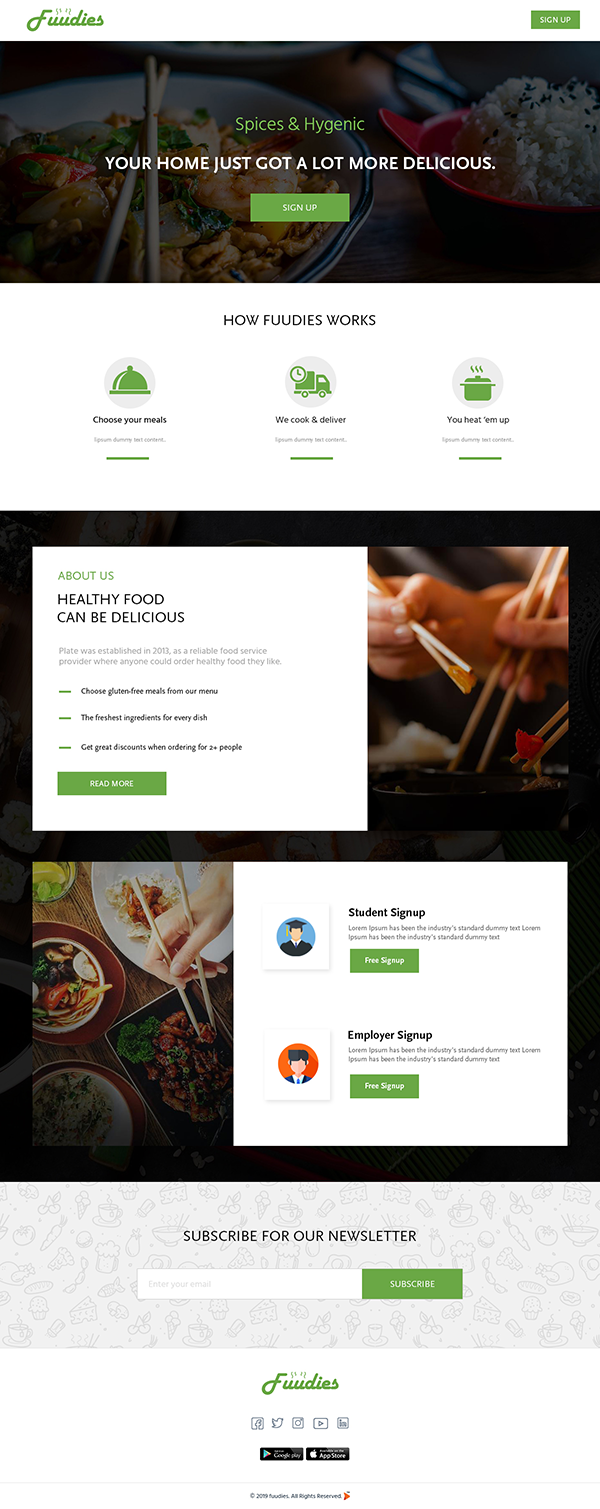 Fuudies
SIGN UP
Spices & Hygenic
YOUR HOME JUST GOT A LOT MORE DELICIOUS.
SIGN UP
HOW FUUDIES WORKS
Choose your meals
We cook & deliver
You heat 'em up
lipsum dummy text content..
lipsum dummy text content..
lipsum dummy text content..
ABOUT US
HEALTHY FOOD
CAN BE DELICIOUS
Plate was established in 2013, as a reliable food service
provider where anyone could order healthy food they like.
Choose gluten-free meals from our menu
The freshest ingredients for every dish
Get great discounts when ordering for 2+ people
READ MORE
Student Signup
Lorem Ipsum has been the industry's standard dummy text Lorem
Ipsum has been the industry's standard dummy text
Free Signup
Employer Signup
Lorem Ipsum has been the industry's standard dummy text Lorem
Ipsum has been the industry's standard dummy text
Free Signup
SUBSCRIBE FOR OUR NEWSLETTER
Enter your email
SUBSCRIBE
Fuudies
Google play
App Store
© 2019 fuudies. All Rights Reserved.